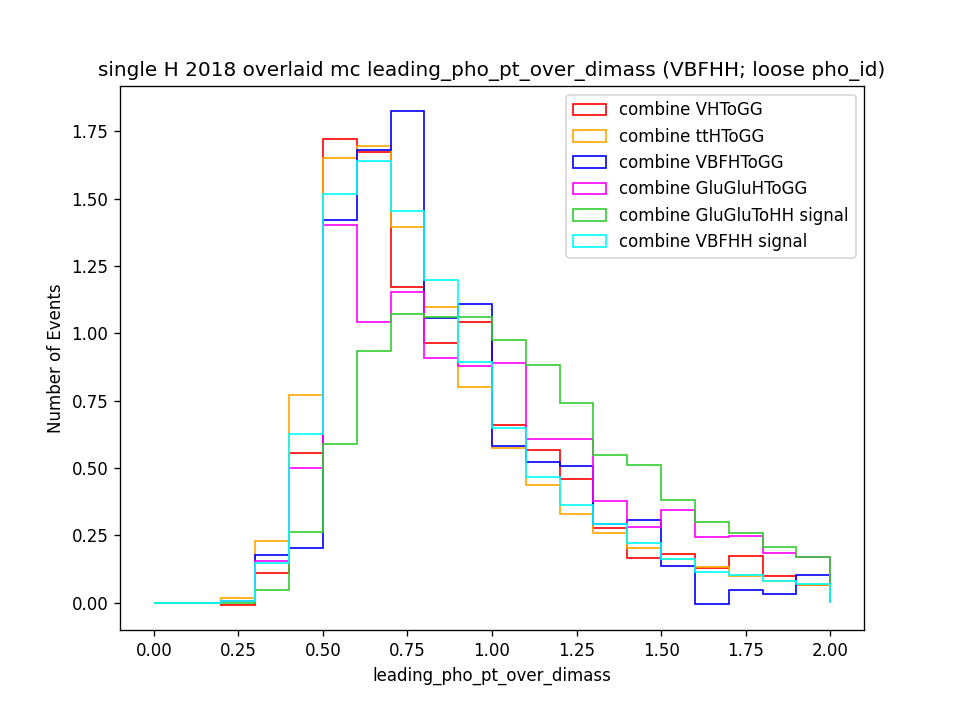 single H 2018 overlaid mc leading_pho_pt_over_dimass (VBFHH; loose pho_id)
combine VHToGG
combine ttHToGG
combine VBFHToGG
combine GluGluHToGG
combine GluGluToHH signal
combine VBFHH signal
Number of Events
1.75
1.50
1.25
1.00
0.75
0.50
0.25
0.00
0.00 0.25 0.50 0.75 1.00 1.25 1.50 1.75 2.00
leading_pho_pt_over_dimass